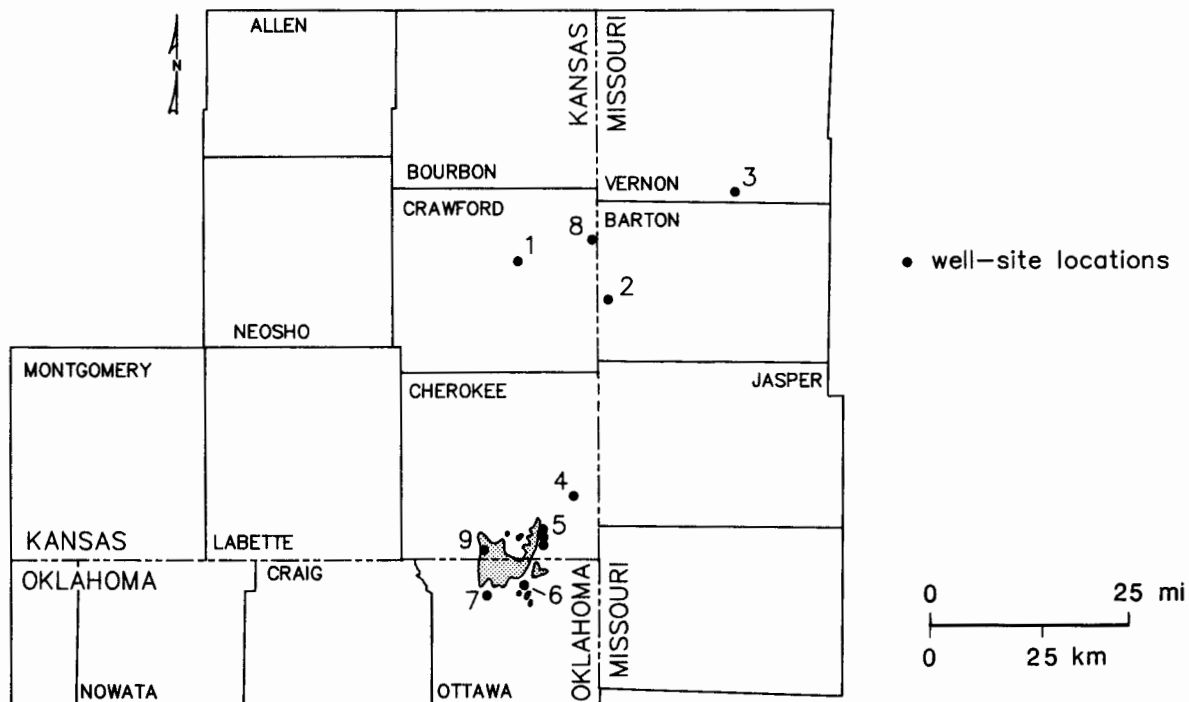 ALLEN
KANSAS
MISSOURI
N
BOURBON
VERNON
3
CRAWFORD
BARTON
8
1
2
● well-site locations
NEOSHO
MONTGOMERY
CHEROKEE
JASPER
4
5
9
KANSAS
LABETTE
OKLAHOMA
CRAIG
7
6
OKLAHOMA
MISSOURI
0 25 mi
0 25 km
NOWATA
OTTAWA